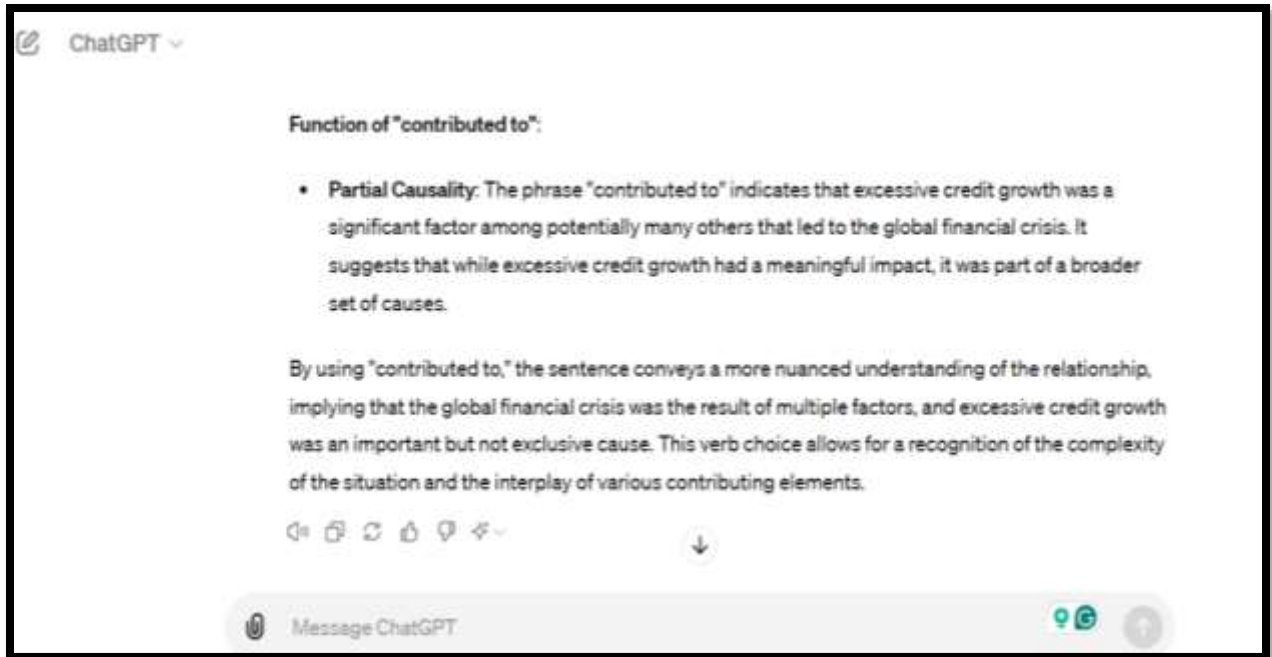 ChatGPT
Function of "contributed to":
• Partial Causality: The phrase "contributed to" indicates that excessive credit growth was a
significant factor among potentially many others that led to the global financial crisis. It
suggests that while excessive credit growth had a meaningful impact, it was part of a broader
set of causes.
By using "contributed to," the sentence conveys a more nuanced understanding of the relationship,
implying that the global financial crisis was the result of multiple factors, and excessive credit growth
was an important but not exclusive cause. This verb choice allows for a recognition of the complexity
of the situation and the interplay of various contributing elements.
Message ChatGPT